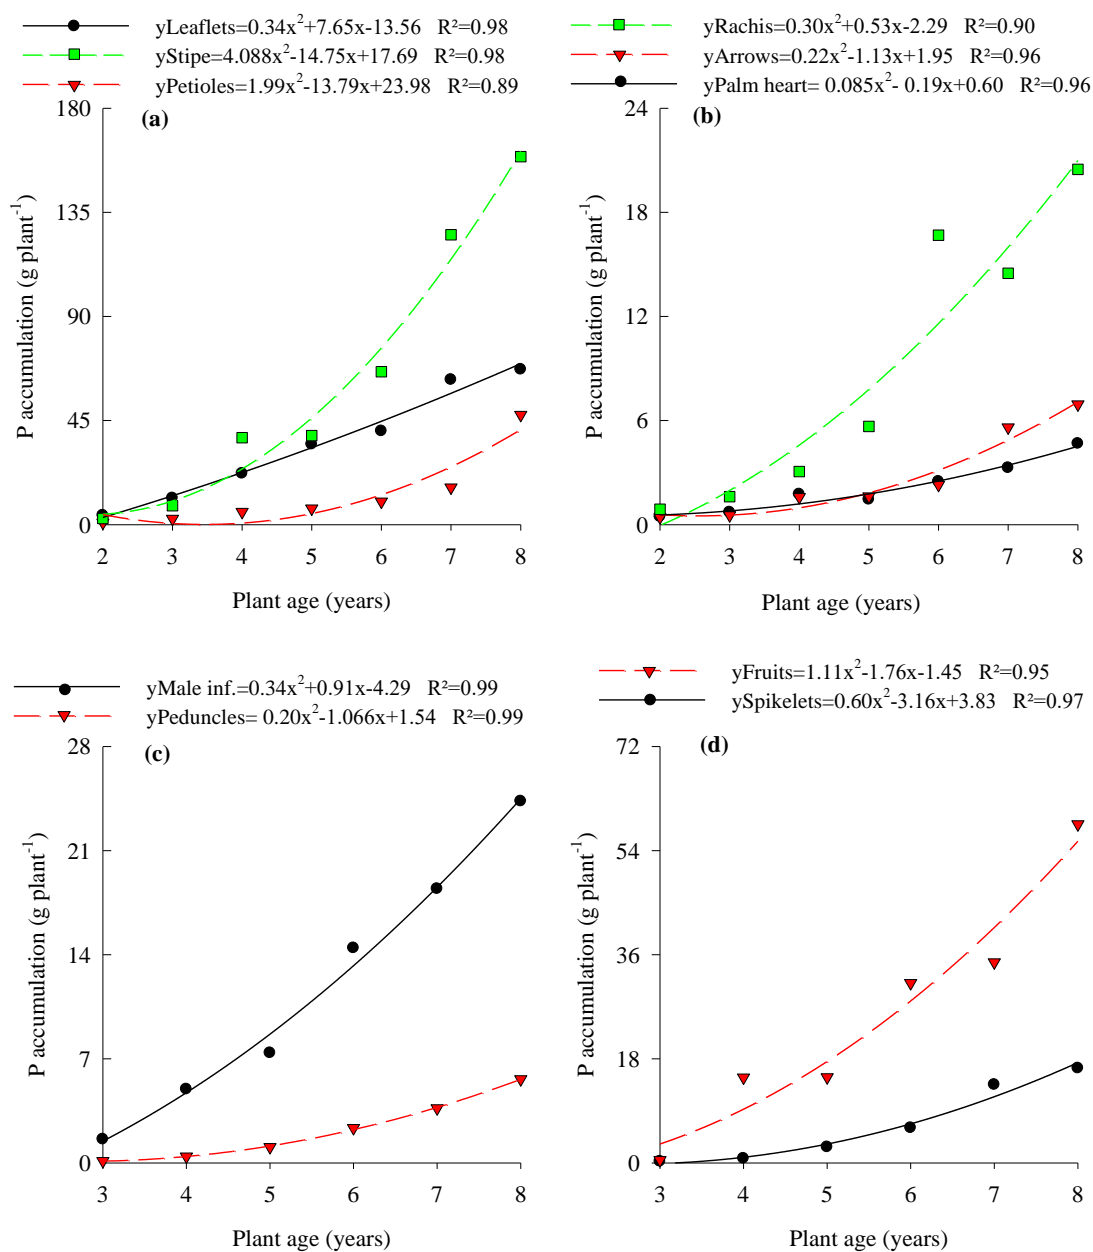 yLeaflets=0.34x²+7.65x-13.56 R²=0.98
yStipe=4.088x²-14.75x+17.69 R²=0.98
yPetioles=1.99x²-13.79x+23.98 R²=0.89
(a)
180
135
90
45
0
2 3 4 5 6 7 8
P accumulation (g plant⁻¹)
Plant age (years)
yRachis=0.30x²+0.53x-2.29 R²=0.90
yArrows=0.22x²-1.13x+1.95 R²=0.96
yPalm heart= 0.085x²- 0.19x+0.60 R²=0.96
(b)
24
18
12
6
0
2 3 4 5 6 7 8
P accumulation (g plant⁻¹)
Plant age (years)
yMale inf.=0.34x²+0.91x-4.29 R²=0.99
yPeduncles= 0.20x²-1.066x+1.54 R²=0.99
(c)
28
21
14
7
0
3 4 5 6 7 8
P accumulation (g plant⁻¹)
Plant age (years)
yFruits=1.11x²-1.76x-1.45 R²=0.95
ySpikelets=0.60x²-3.16x+3.83 R²=0.97
(d)
72
54
36
18
0
3 4 5 6 7 8
P accumulation (g plant⁻¹)
Plant age (years)